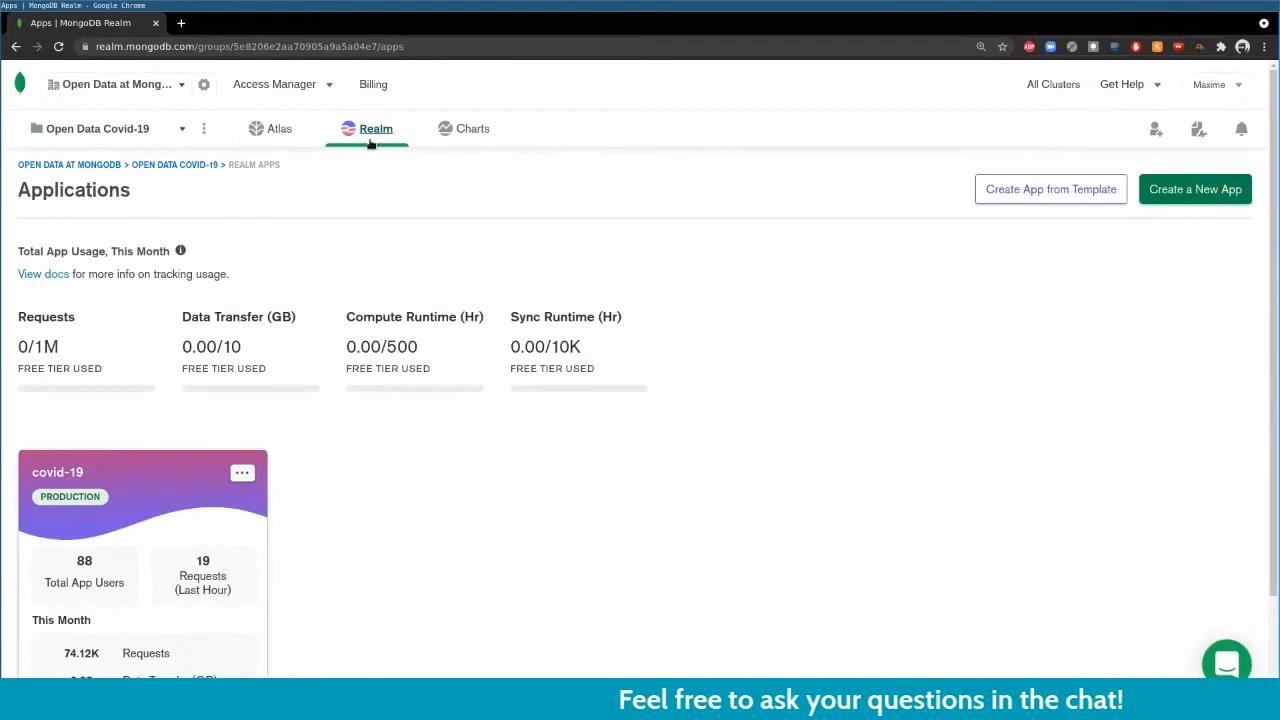 Apps | MongoDB Realm - Google Chrome
Apps | MongoDB Realm
realm.mongodb.com/groups/5e8206e2aa70905a9a5a04e7/apps
Open Data at Mong... Access Manager Billing All Clusters Get Help Maxime
Open Data Covid-19 Atlas Realm Charts
OPEN DATA AT MONGODB > OPEN DATA COVID-19 > REALM APPS
Applications Create App from Template Create a New App
Total App Usage, This Month
View docs for more info on tracking usage.
Requests Data Transfer (GB) Compute Runtime (Hr) Sync Runtime (Hr)
0/1M 0.00/10 0.00/500 0.00/10K
FREE TIER USED FREE TIER USED FREE TIER USED FREE TIER USED
covid-19
PRODUCTION
88 19
Total App Users Requests
(Last Hour)
This Month
74.12K Requests
Feel free to ask your questions in the chat!